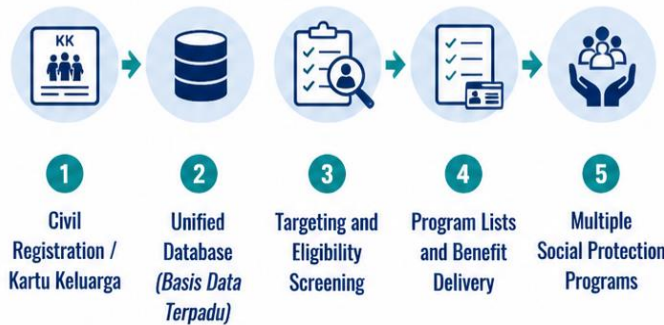 KK
1
Civil
Registration /
Kartu Keluarga
2
Unified
Database
(Basis Data
Terpadu)
3
Targeting and
Eligibility
Screening
4
Program Lists
and Benefit
Delivery
5
Multiple
Social Protection
Programs